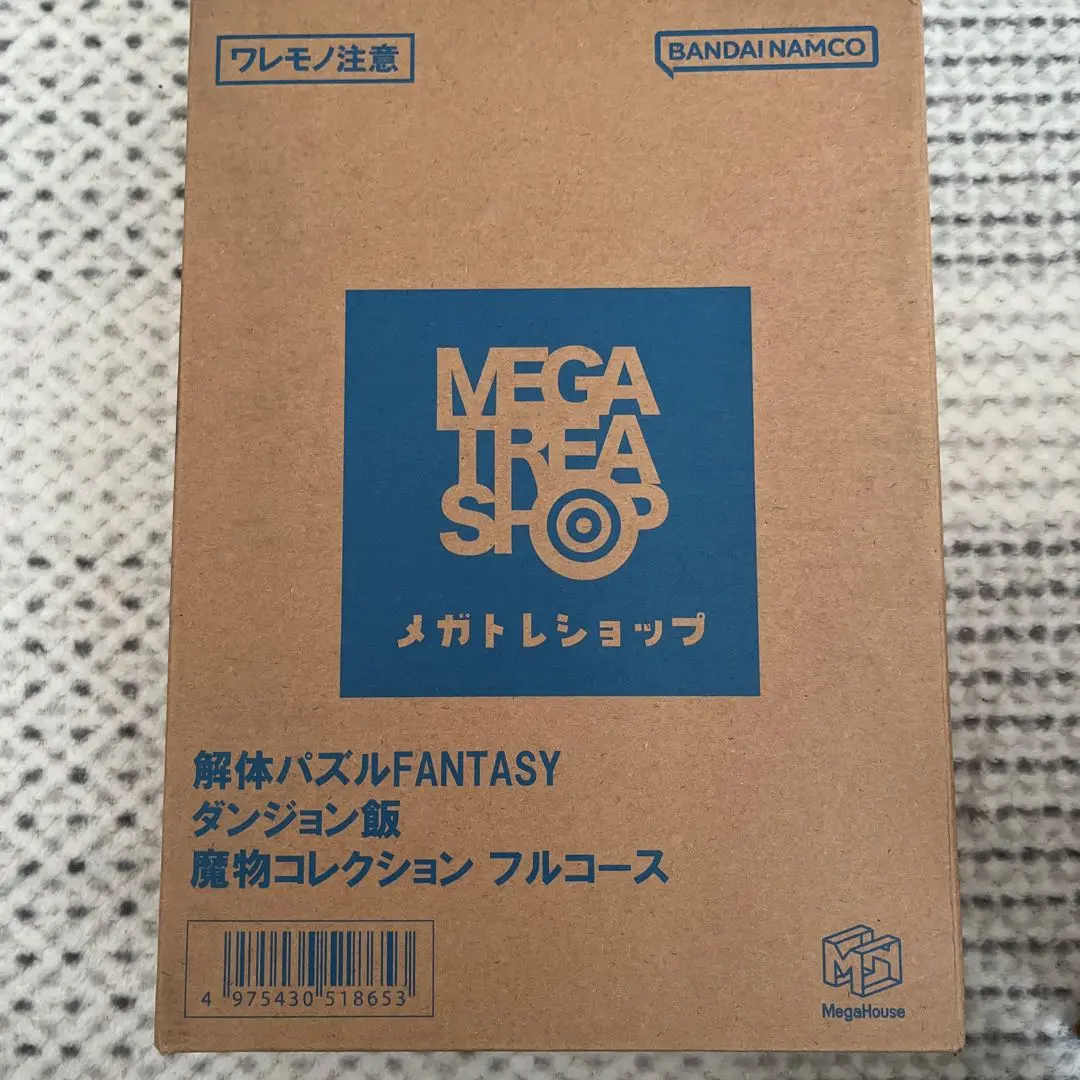 ワレモノ注意
BANDAI NAMCO
MEGA
TREA
SHOP
メガトレショップ
解体パズルFANTASY
ダンジョン飯
魔物コレクション フルコース
4 975430 518653
MegaHouse